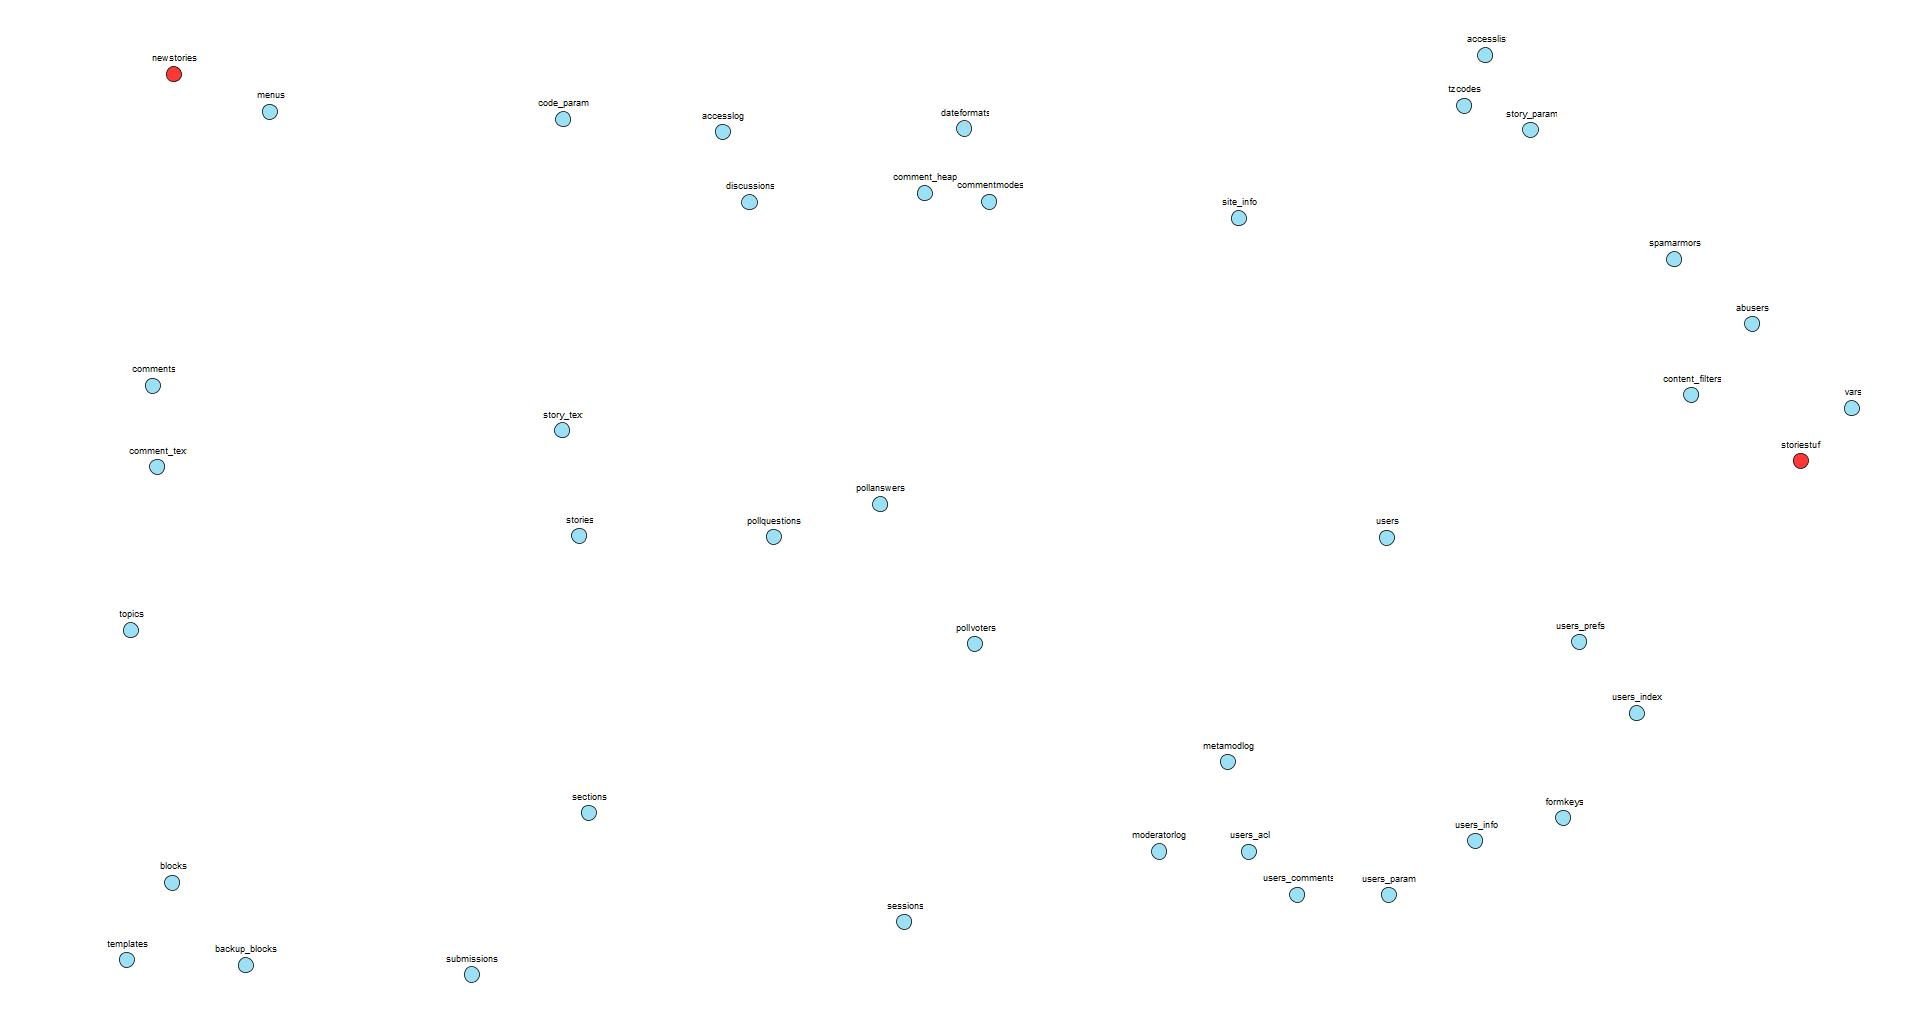 accesslis
newstories
tzcodes
menus
code_param
dateformats
story_param
accesslog
comment_heap
commentmodes
discussions
site_info
spamarmors
abusers
comments
content_filters
vars
story_tex
storiestuf
comment_tex
pollanswers
stories
pollquestions
users
topics
users_prefs
pollvoters
users_index
metamodlog
sections
formkeys
users_info
moderatorlog
users_acl
blocks
users_comments
users_param
sessions
templates
backup_blocks
submissions